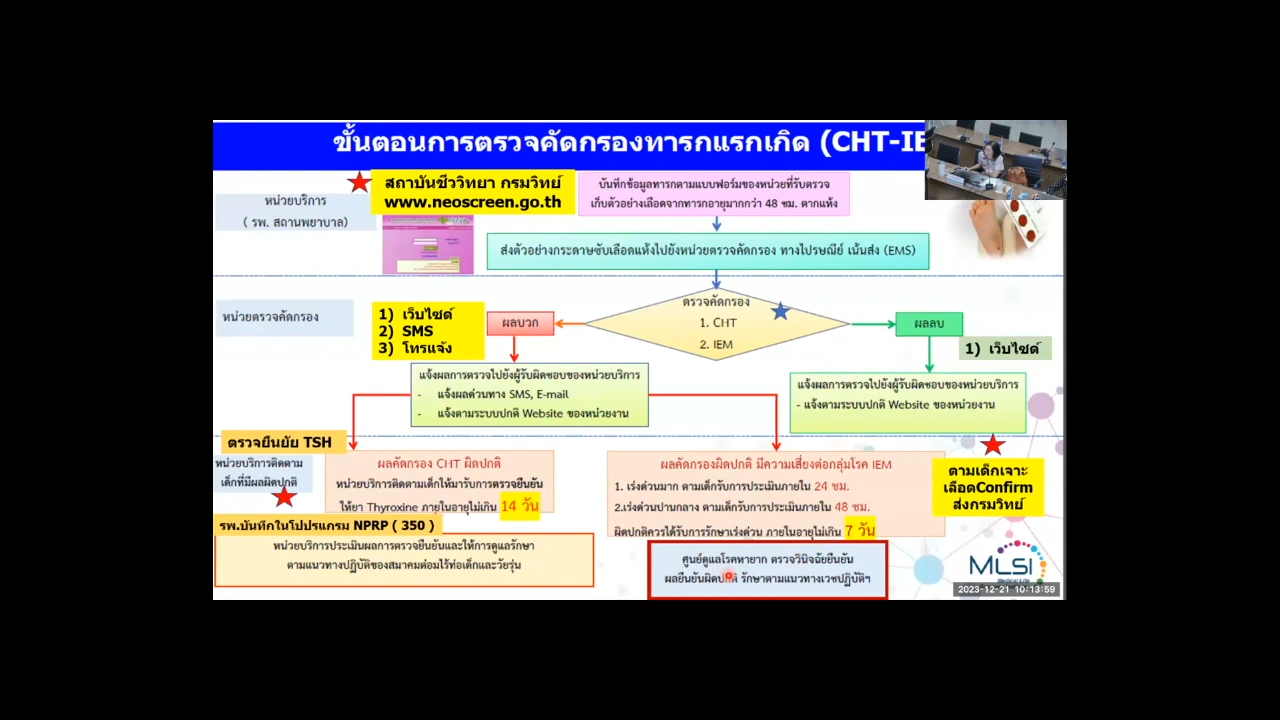 ขั้นตอนการตรวจคัดกรองทารกแรกเกิด (CHT-IE
สถาบันชีววิทยา กรมวิทย์
www.neoscreen.go.th
หน่วยบริการ
( รพ. สถานพยาบาล)
บันทึกข้อมูลทารกตามแบบฟอร์มของหน่วยที่รับตรวจ
เก็บตัวอย่างเลือดจากทารกอายุมากกว่า 48 ชม. ตากแห้ง
ส่งตัวอย่างกระดาษซับเลือดแห้งไปยังหน่วยตรวจคัดกรอง ทางไปรษณีย์ เน้นส่ง (EMS)
หน่วยตรวจคัดกรอง
1) เว็บไซด์
2) SMS
3) โทรแจ้ง
ผลบวก
ตรวจคัดกรอง
1. CHT
2. IEM
ผลลบ
1) เว็บไซด์
แจ้งผลการตรวจไปยังผู้รับผิดชอบของหน่วยบริการ
- แจ้งผลด่วนทาง SMS, E-mail
- แจ้งตามระบบปกติ Website ของหน่วยงาน
แจ้งผลการตรวจไปยังผู้รับผิดชอบของหน่วยบริการ
- แจ้งตามระบบปกติ Website ของหน่วยงาน
ตรวจยืนยัย TSH
หน่วยบริการติดตาม
เด็กที่มีผลผิดปกติ
ผลคัดกรอง CHT ผิดปกติ
หน่วยบริการติดตามเด็กให้มารับการตรวจยืนยัน
ให้ยา Thyroxine ภายในอายุไม่เกิน 14 วัน
ผลคัดกรองผิดปกติ มีความเสี่ยงต่อกลุ่มโรค IEM
1. เร่งด่วนมาก ตามเด็กรับการประเมินภายใน 24 ชม.
2.เร่งด่วนปานกลาง ตามเด็กรับการประเมินภายใน 48 ชม.
ผิดปกติควรได้รับการรักษาเร่งด่วน ภายในอายุไม่เกิน 7 วัน
ตามเด็กเจาะ
เลือดConfirm
ส่งกรมวิทย์
รพ.บันทึกในโปปรแกรม NPRP ( 350 )
หน่วยบริการประเมินผลการตรวจยืนยันและให้การดูแลรักษา
ตามแนวทางปฏิบัติของสมาคมต่อมไร้ท่อเด็กและวัยรุ่น
ศูนย์ดูแลโรคหายาก ตรวจวินิจฉัยยืนยัน
ผลยืนยันผิดปกติ รักษาตามแนวทางเวชปฏิบัติฯ
MLSI
2023-12-21 10:13:59